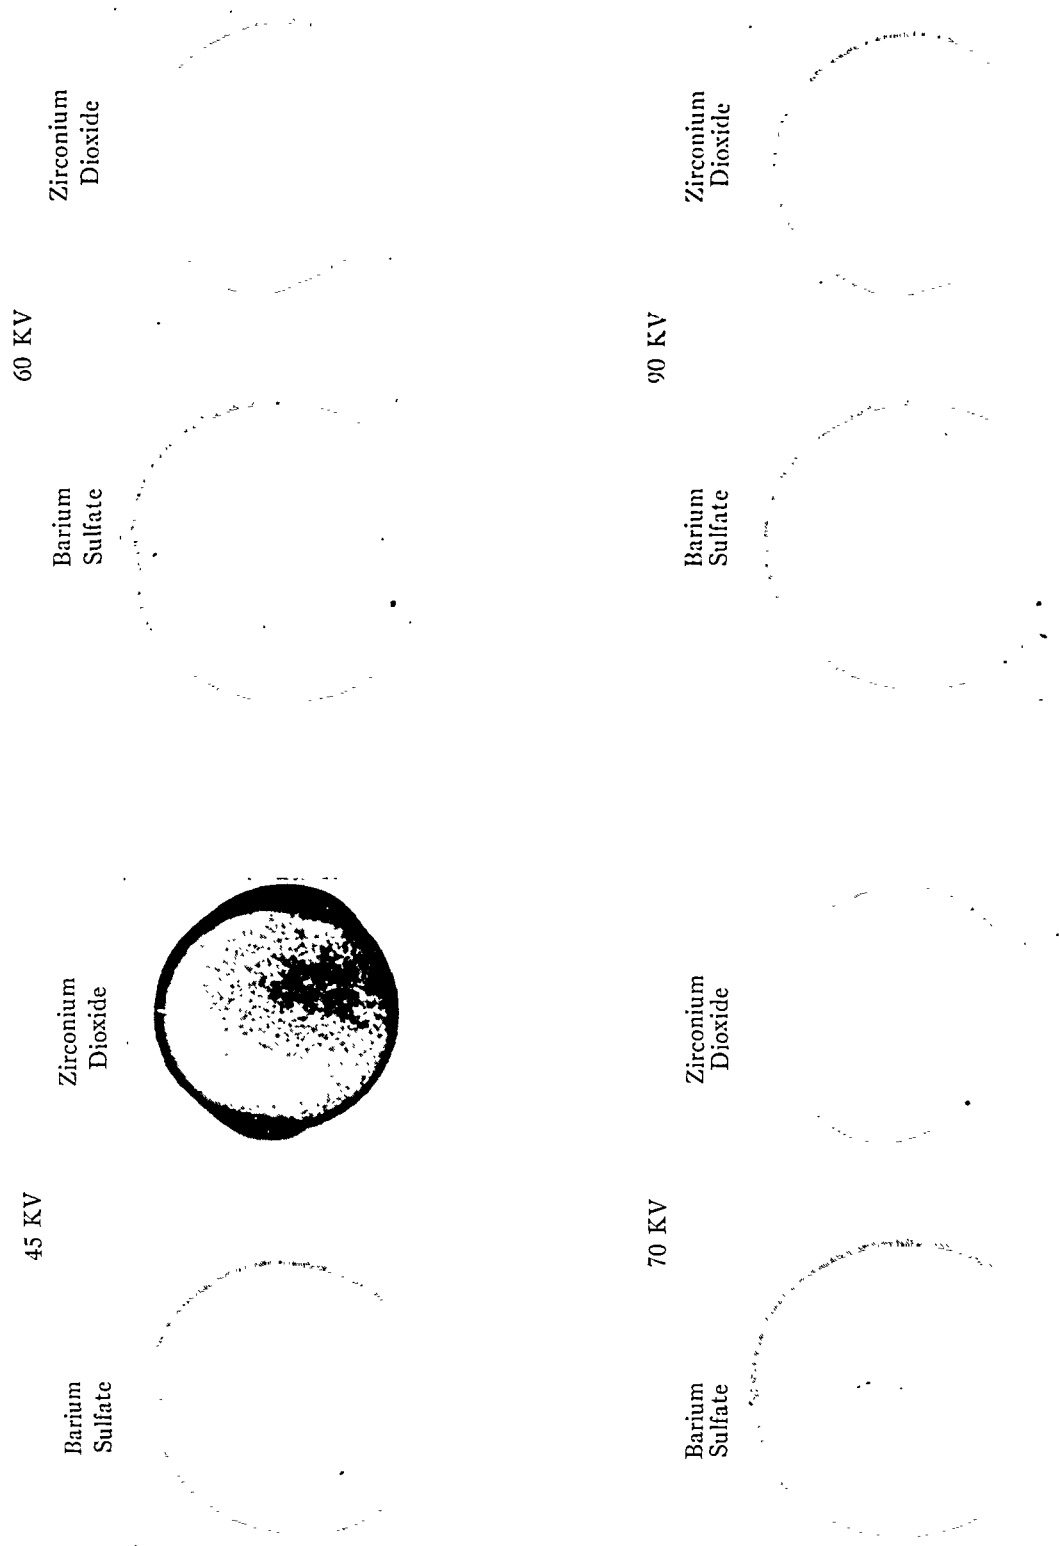 45 KV
Barium
Sulfate
Zirconium
Dioxide
60 KV
Barium
Sulfate
Zirconium
Dioxide
70 KV
Barium
Sulfate
Zirconium
Dioxide
90 KV
Barium
Sulfate
Zirconium
Dioxide